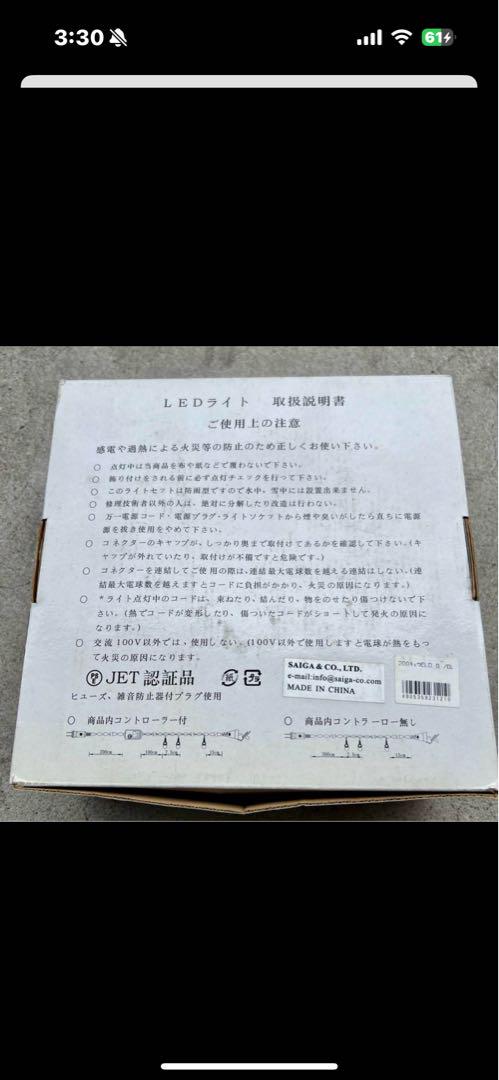 3:30
61
LEDライト 取扱説明書
ご使用上の注意
感電や過熱による火災等の防止のため正しくお使い下さい。
○ 点灯中は当商品を布や紙などで覆わないで下さい。
○ 飾り付けをされる前に必ず点灯チェックを行って下さい。
○ このライトセットは防雨型ですので水中、雪中には設置出来ません。
○ 修理技術者以外の人は、絶対に分解したり改造は行わない。
○ 万一電源コード・電源プラグ・ライトソケットから煙や臭いがしたら直ちに電源
源を抜き使用をやめて下さい。
○ コネクターのキャップが、しっかり奥まで取付けてあるかを確認して下さい。(キ
ャップが外れていたり、取付けが不備ですと危険です。)
○ コネクターを連結してご使用の際は、連結最大電球数を越える連結はしない。(連
結最大電球数を越えますとコードに負担がかかり、火災の原因になります。)
○ *ライト点灯中のコードは、束ねたり、結んだり、物をのせたり傷つけないで下
さい。(熱でコードが変形したり、傷ついたコードがショートして発火の原因に
なります。)
○ 交流100V以外では、使用しない。(100V以外で使用しますと電球が熱をもっ
て火災の原因になります。
JET 認証品
紙 プラ
ヒューズ、雑音防止器付プラグ使用
SAIGA & CO., LTD.
e-mail:info@saiga-co.com
MADE IN CHINA
○ 商品内コントローラー付
○ 商品内コントラーロー無し